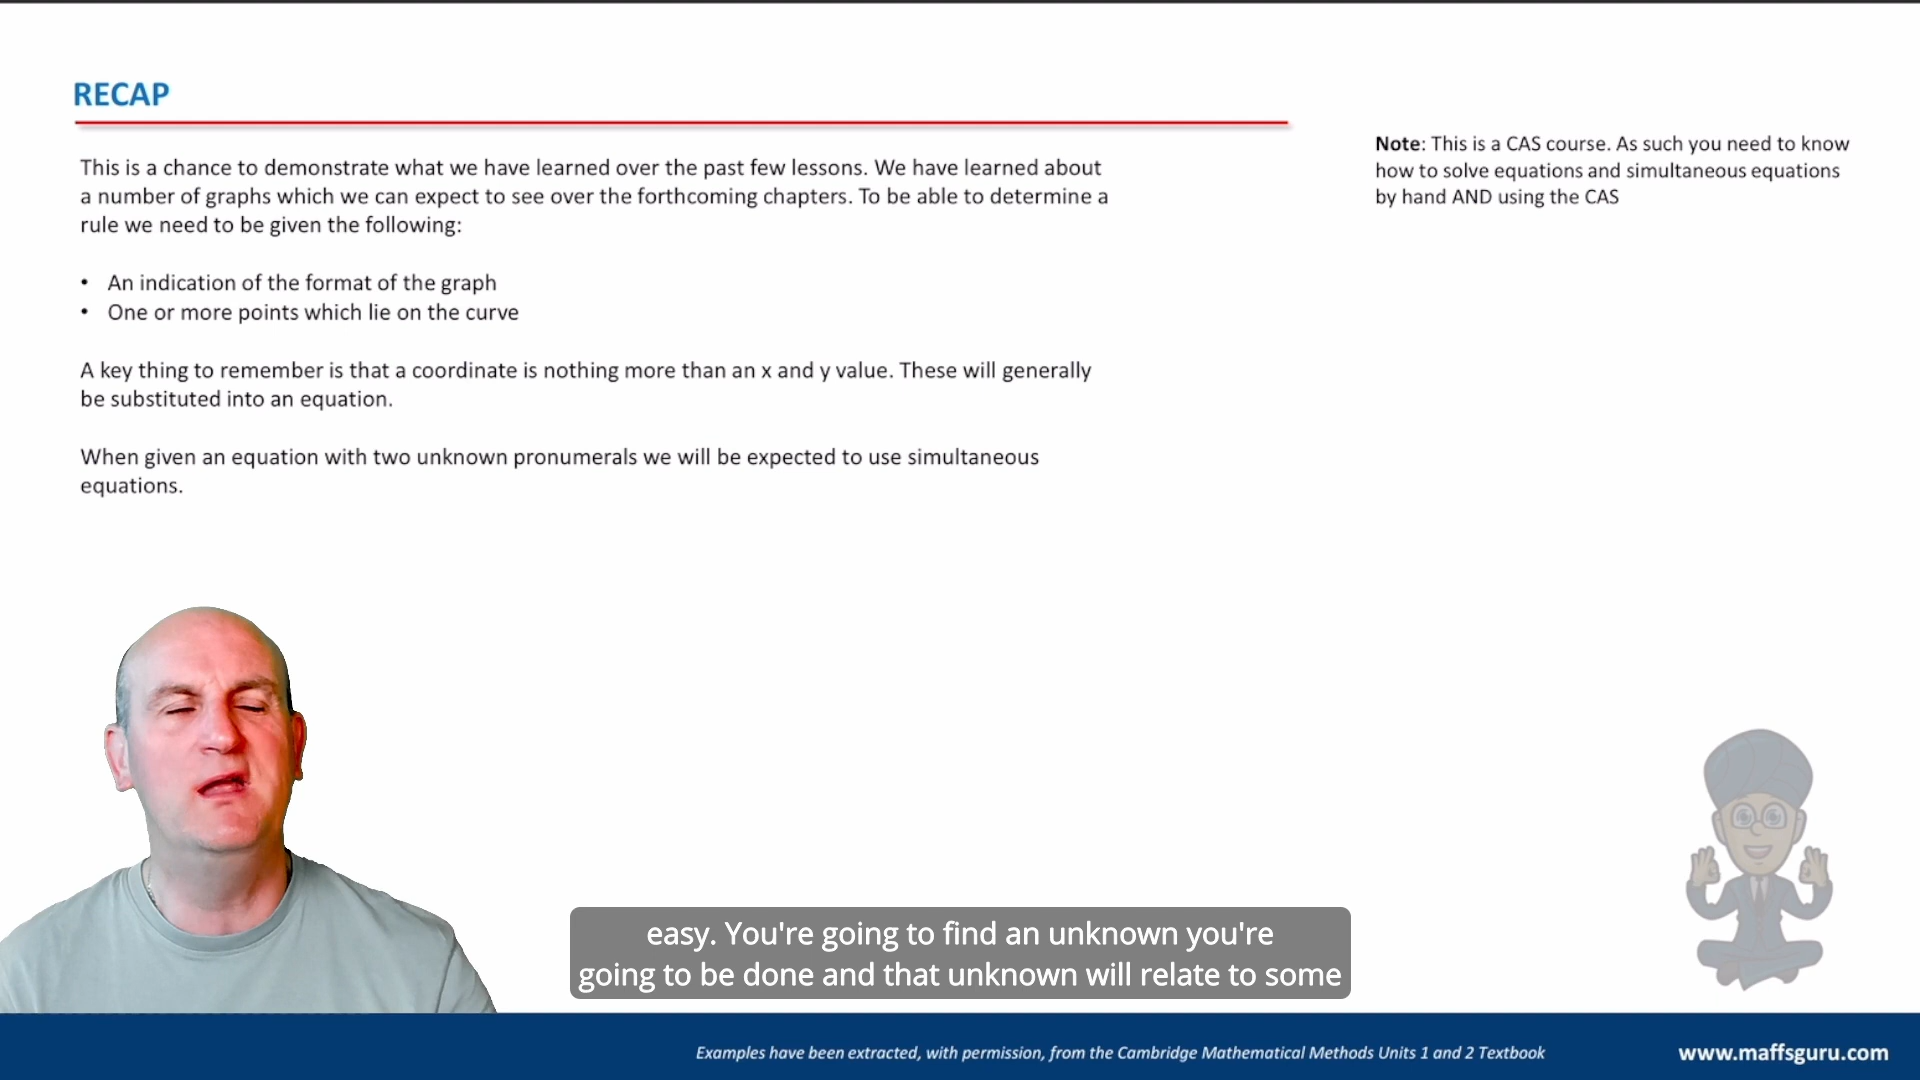 RECAP
This is a chance to demonstrate what we have learned over the past few lessons. We have learned about
a number of graphs which we can expect to see over the forthcoming chapters. To be able to determine a
rule we need to be given the following:
• An indication of the format of the graph
• One or more points which lie on the curve
A key thing to remember is that a coordinate is nothing more than an x and y value. These will generally
be substituted into an equation.
When given an equation with two unknown pronumerals we will be expected to use simultaneous
equations.
Note: This is a CAS course. As such you need to know
how to solve equations and simultaneous equations
by hand AND using the CAS
easy. You're going to find an unknown you're
going to be done and that unknown will relate to some
Examples have been extracted, with permission, from the Cambridge Mathematical Methods Units 1 and 2 Textbook
www.maffsguru.com